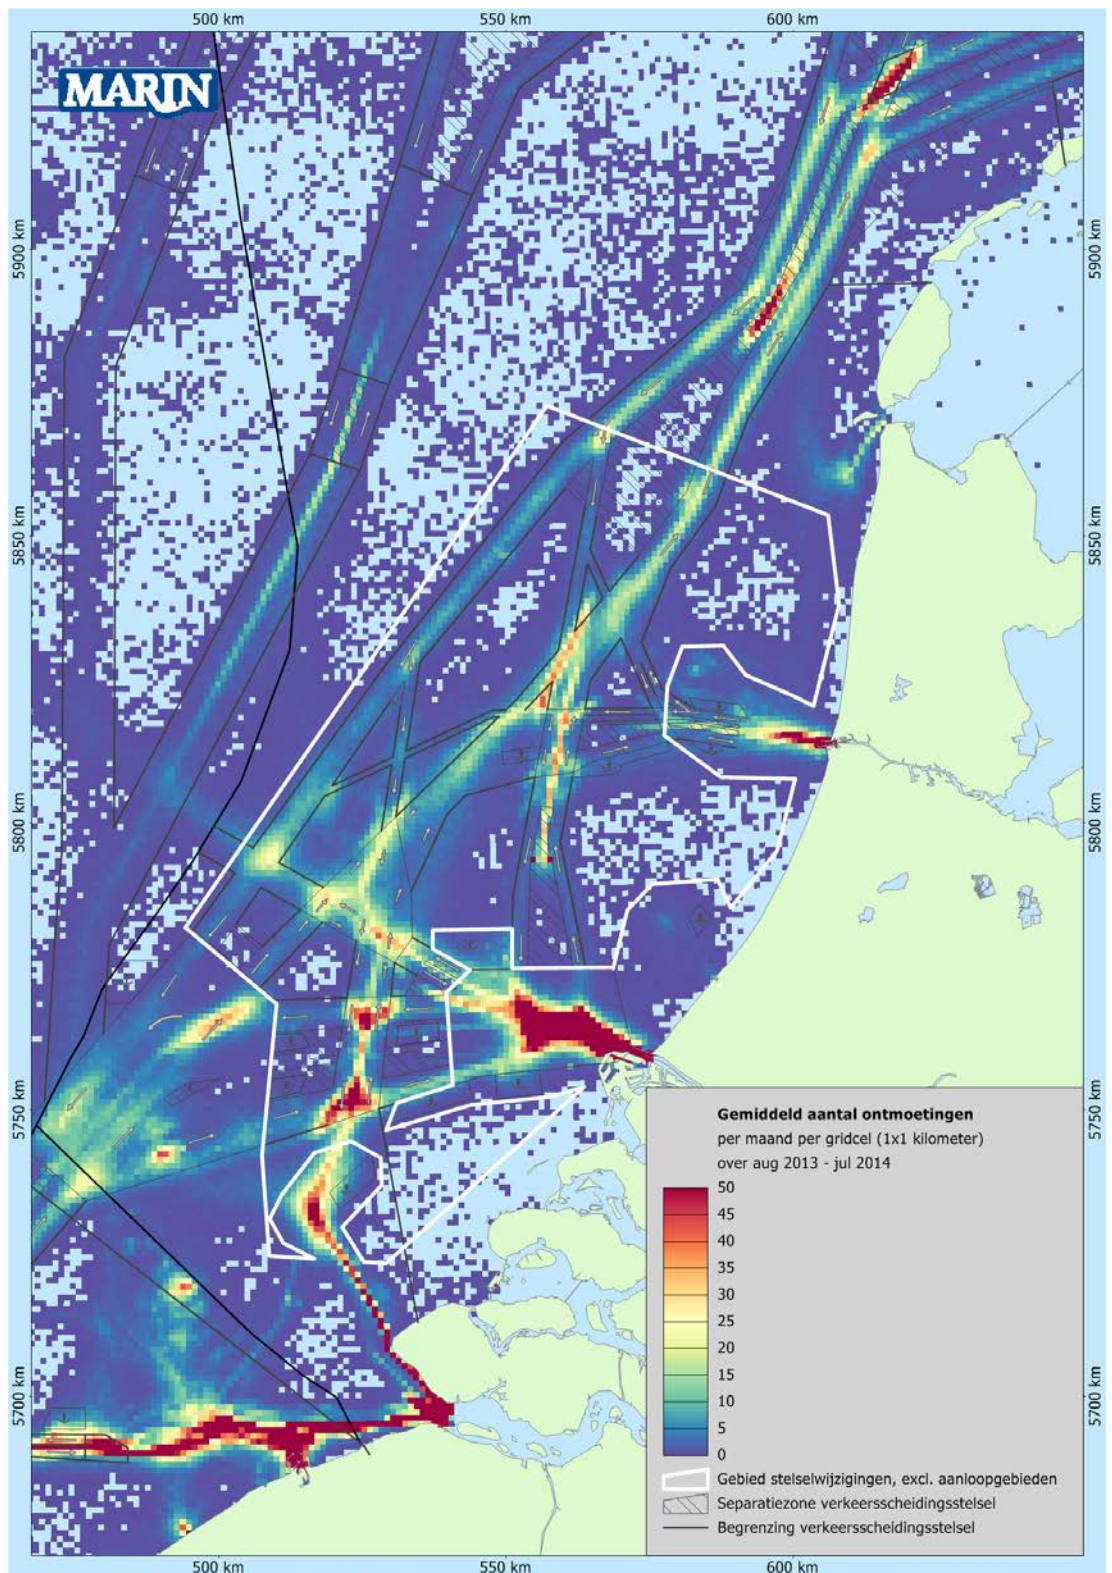 500 km
550 km
600 km
MARIN
5900 km
5900 km
5850 km
5850 km
5800 km
5800 km
5750 km
5750 km
5700 km
5700 km
Gemiddeld aantal ontmoetingen
per maand per gridcel (1x1 kilometer)
over aug 2013 - jul 2014
50
45
40
35
30
25
20
15
10
5
0
Gebied stelselwijzigingen, excl. aanloopgebieden
Separatiezone verkeersscheidingsstelsel
Begrenzing verkeersscheidingsstelsel
500 km
550 km
600 km